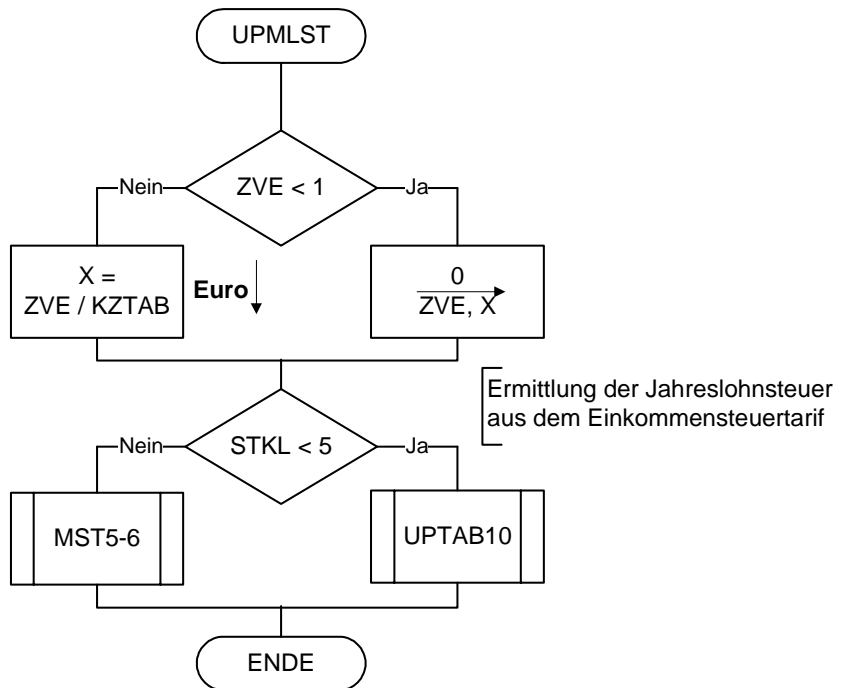 UPMLST
Nein
ZVE < 1
Ja
X =
ZVE / KZTAB
Euro
0
ZVE, X
Ermittlung der Jahreslohnsteuer
aus dem Einkommensteuertarif
Nein
STKL < 5
Ja
MST5-6
UPTAB10
ENDE